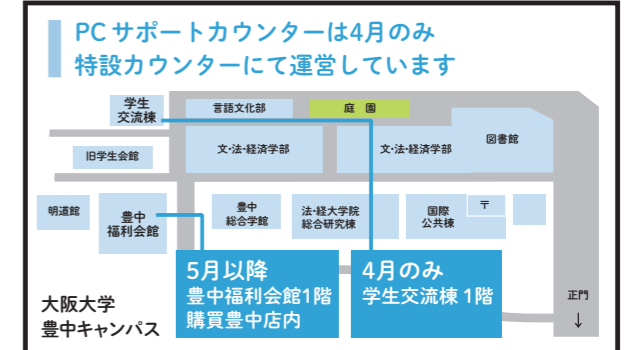 PCサポートカウンターは4月のみ
特設カウンターにて運営しています
学生
交流棟
言語文化部
庭 園
図書館
旧学生会館
文・法・経済学部
文・法・経済学部
明道館
豊中
福利会館
豊中
総合学館
法・経大学院
総合研究棟
国際
公共棟
〒
5月以降
豊中福利会館1階
購買豊中店内
4月のみ
学生交流棟 1階
大阪大学
豊中キャンパス
正門
↓